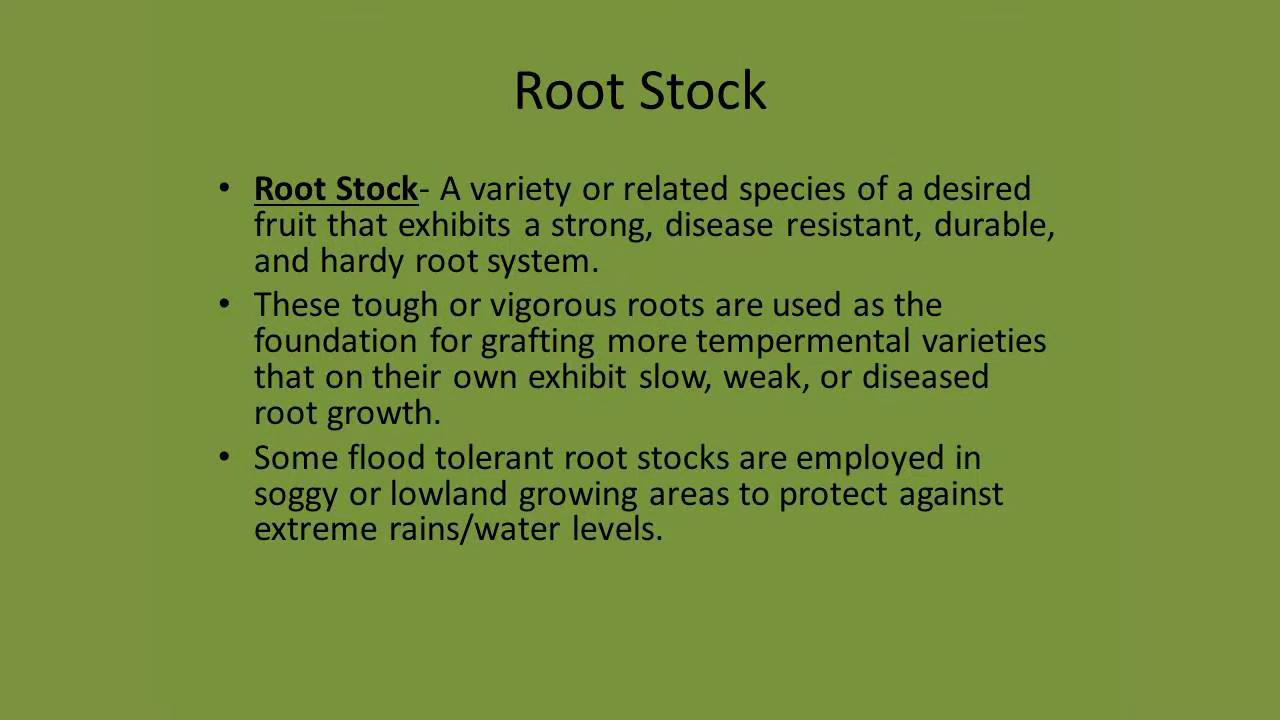 Root Stock
• Root Stock- A variety or related species of a desired
fruit that exhibits a strong, disease resistant, durable,
and hardy root system.
• These tough or vigorous roots are used as the
foundation for grafting more tempermental varieties
that on their own exhibit slow, weak, or diseased
root growth.
• Some flood tolerant root stocks are employed in
soggy or lowland growing areas to protect against
extreme rains/water levels.